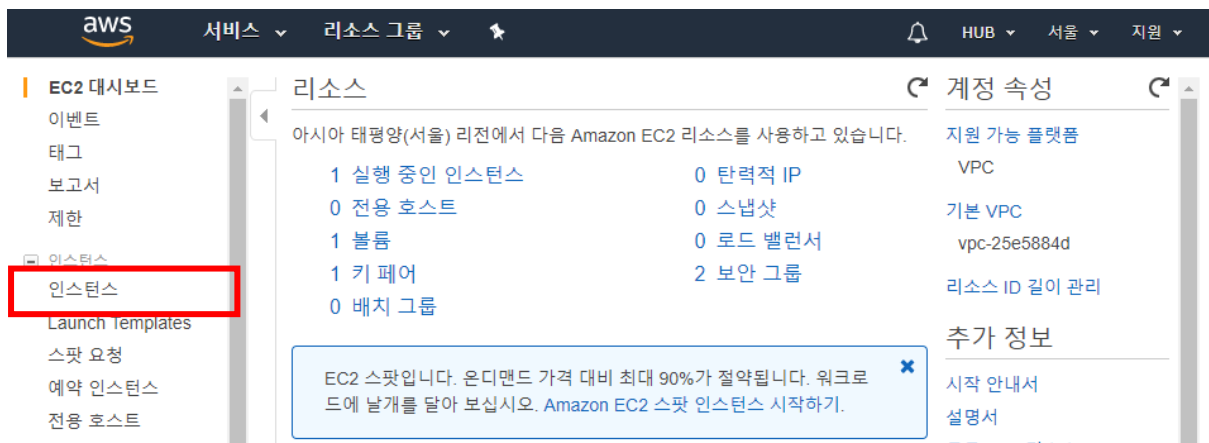 aws 서비스 리소스 그룹 HUB 서울 지원
EC2 대시보드
이벤트
태그
보고서
제한
인스턴스
인스턴스
Launch Templates
스팟 요청
예약 인스턴스
전용 호스트
리소스
아시아 태평양(서울) 리전에서 다음 Amazon EC2 리소스를 사용하고 있습니다.
1 실행 중인 인스턴스 0 탄력적 IP
0 전용 호스트 0 스냅샷
1 볼륨 0 로드 밸런서
1 키 페어 2 보안 그룹
0 배치 그룹
EC2 스팟입니다. 온디맨드 가격 대비 최대 90%가 절약됩니다. 워크로
드에 날개를 달아 보십시오. Amazon EC2 스팟 인스턴스 시작하기.
계정 속성
지원 가능 플랫폼
VPC
기본 VPC
vpc-25e5884d
리소스 ID 길이 관리
추가 정보
시작 안내서
설명서